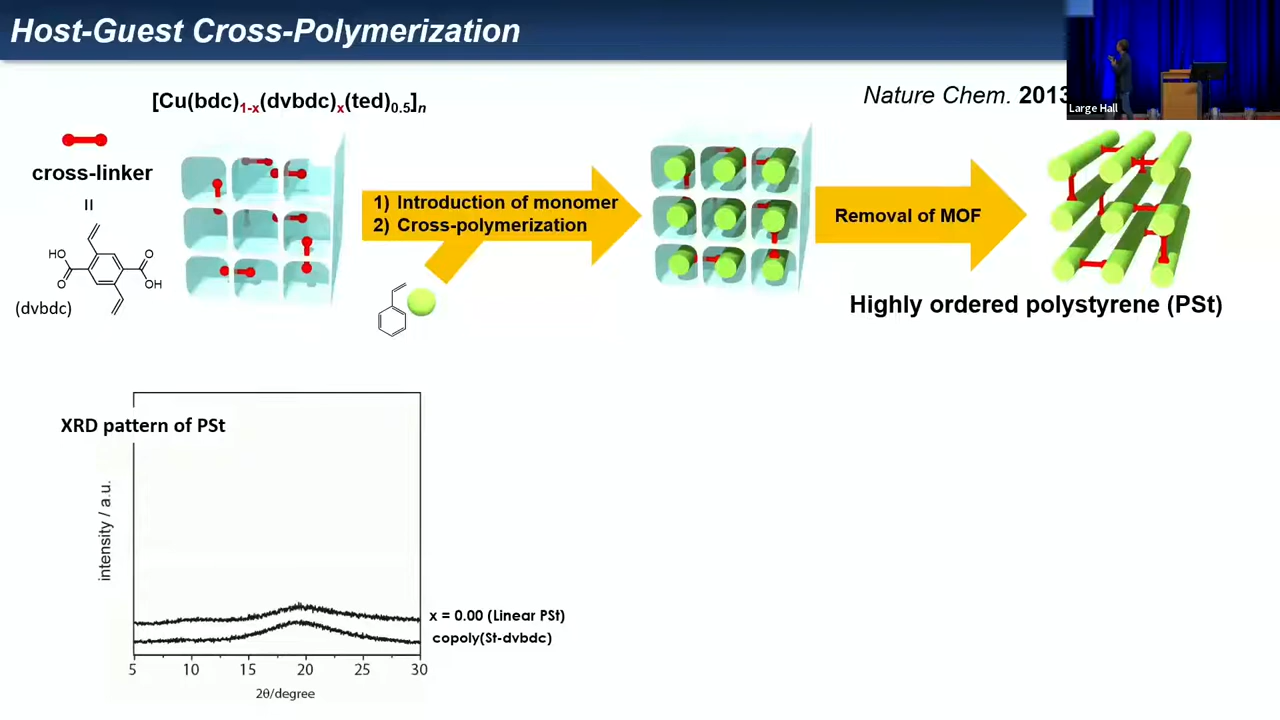 Host-Guest Cross-Polymerization
[Cu(bdc)1-x(dvbdc)x(ted)0.5]n
Nature Chem. 2013
Large Hall
cross-linker
=
HO
O
O
OH
(dvbdc)
1) Introduction of monomer
2) Cross-polymerization
Removal of MOF
Highly ordered polystyrene (PSt)
XRD pattern of PSt
intensity / a.u.
x = 0.00 (Linear PSt)
copoly(St-dvbdc)
5 10 15 20 25 30
2θ/degree